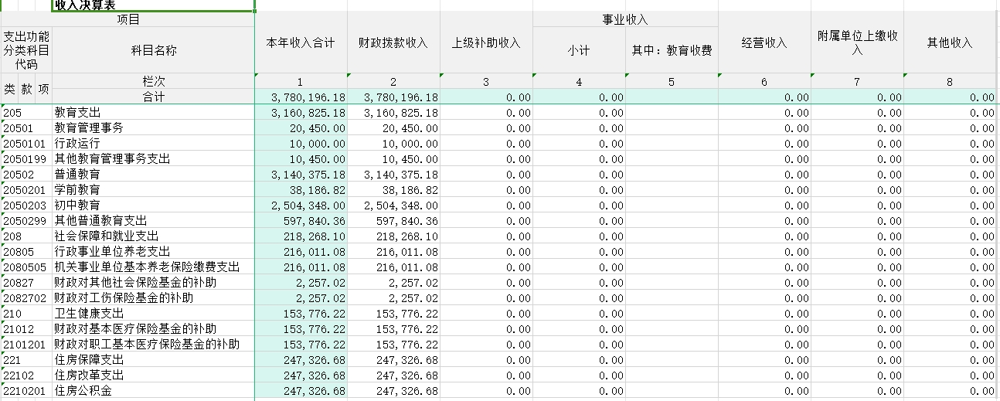 收入决算表
项目
支出功能分类科目代码
科目名称
本年收入合计
财政拨款收入
上级补助收入
事业收入
小计
其中：教育收费
经营收入
附属单位上缴收入
其他收入
类 款 项
栏次 1 2 3 4 5 6 7 8
合计 3,780,196.18 3,780,196.18 0.00 0.00 0.00 0.00 0.00
205 教育支出 3,160,825.18 3,160,825.18 0.00 0.00 0.00 0.00 0.00
20501 教育管理事务 20,450.00 20,450.00 0.00 0.00 0.00 0.00 0.00
2050101 行政运行 10,000.00 10,000.00 0.00 0.00 0.00 0.00 0.00
2050199 其他教育管理事务支出 10,450.00 10,450.00 0.00 0.00 0.00 0.00 0.00
20502 普通教育 3,140,375.18 3,140,375.18 0.00 0.00 0.00 0.00 0.00
2050201 学前教育 38,186.82 38,186.82 0.00 0.00 0.00 0.00 0.00
2050203 初中教育 2,504,348.00 2,504,348.00 0.00 0.00 0.00 0.00 0.00
2050299 其他普通教育支出 597,840.36 597,840.36 0.00 0.00 0.00 0.00 0.00
208 社会保障和就业支出 218,268.10 218,268.10 0.00 0.00 0.00 0.00 0.00
20805 行政事业单位养老支出 216,011.08 216,011.08 0.00 0.00 0.00 0.00 0.00
2080505 机关事业单位基本养老保险缴费支出 216,011.08 216,011.08 0.00 0.00 0.00 0.00 0.00
20827 财政对其他社会保险基金的补助 2,257.02 2,257.02 0.00 0.00 0.00 0.00 0.00
2082702 财政对工伤保险基金的补助 2,257.02 2,257.02 0.00 0.00 0.00 0.00 0.00
210 卫生健康支出 153,776.22 153,776.22 0.00 0.00 0.00 0.00 0.00
21012 财政对基本医疗保险基金的补助 153,776.22 153,776.22 0.00 0.00 0.00 0.00 0.00
2101201 财政对职工基本医疗保险基金的补助 153,776.22 153,776.22 0.00 0.00 0.00 0.00 0.00
221 住房保障支出 247,326.68 247,326.68 0.00 0.00 0.00 0.00 0.00
22102 住房改革支出 247,326.68 247,326.68 0.00 0.00 0.00 0.00 0.00
2210201 住房公积金 247,326.68 247,326.68 0.00 0.00 0.00 0.00 0.00